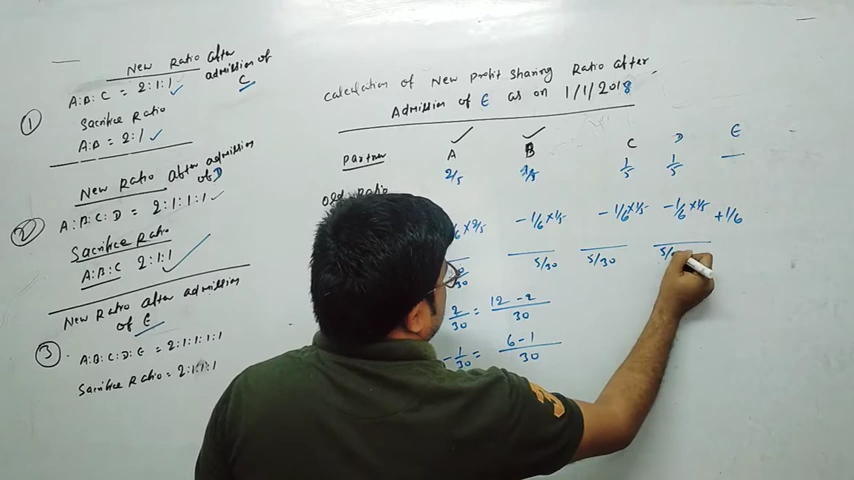 New Ratio after
admission of
C
A:B:C = 2:1:1
①
Sacrifice Ratio
A:B = 2:1
②
New Ratio after admission
of D
A:B:C:D = 2:1:1:1
Sacrifice Ratio
A:B:C 2:1:1
New Ratio after admission
of E
③
A:B:C:D:E = 2:1:1:1:1
Sacrifice Ratio = 2:1:1:1
Calculation of New Profit Sharing Ratio after
Admission of E as on 1/1/2018
Partner A B C D E
Old Ratio 2/5 1/5 1/5 1/5 —
6 × 2/5 - 1/6 × 1/5 - 1/6 × 1/5 - 1/6 × 1/5 + 1/6
30 5/30 5/30 5/
2/30 = 12 - 2/30
- 1/30 = 6 - 1/30
3